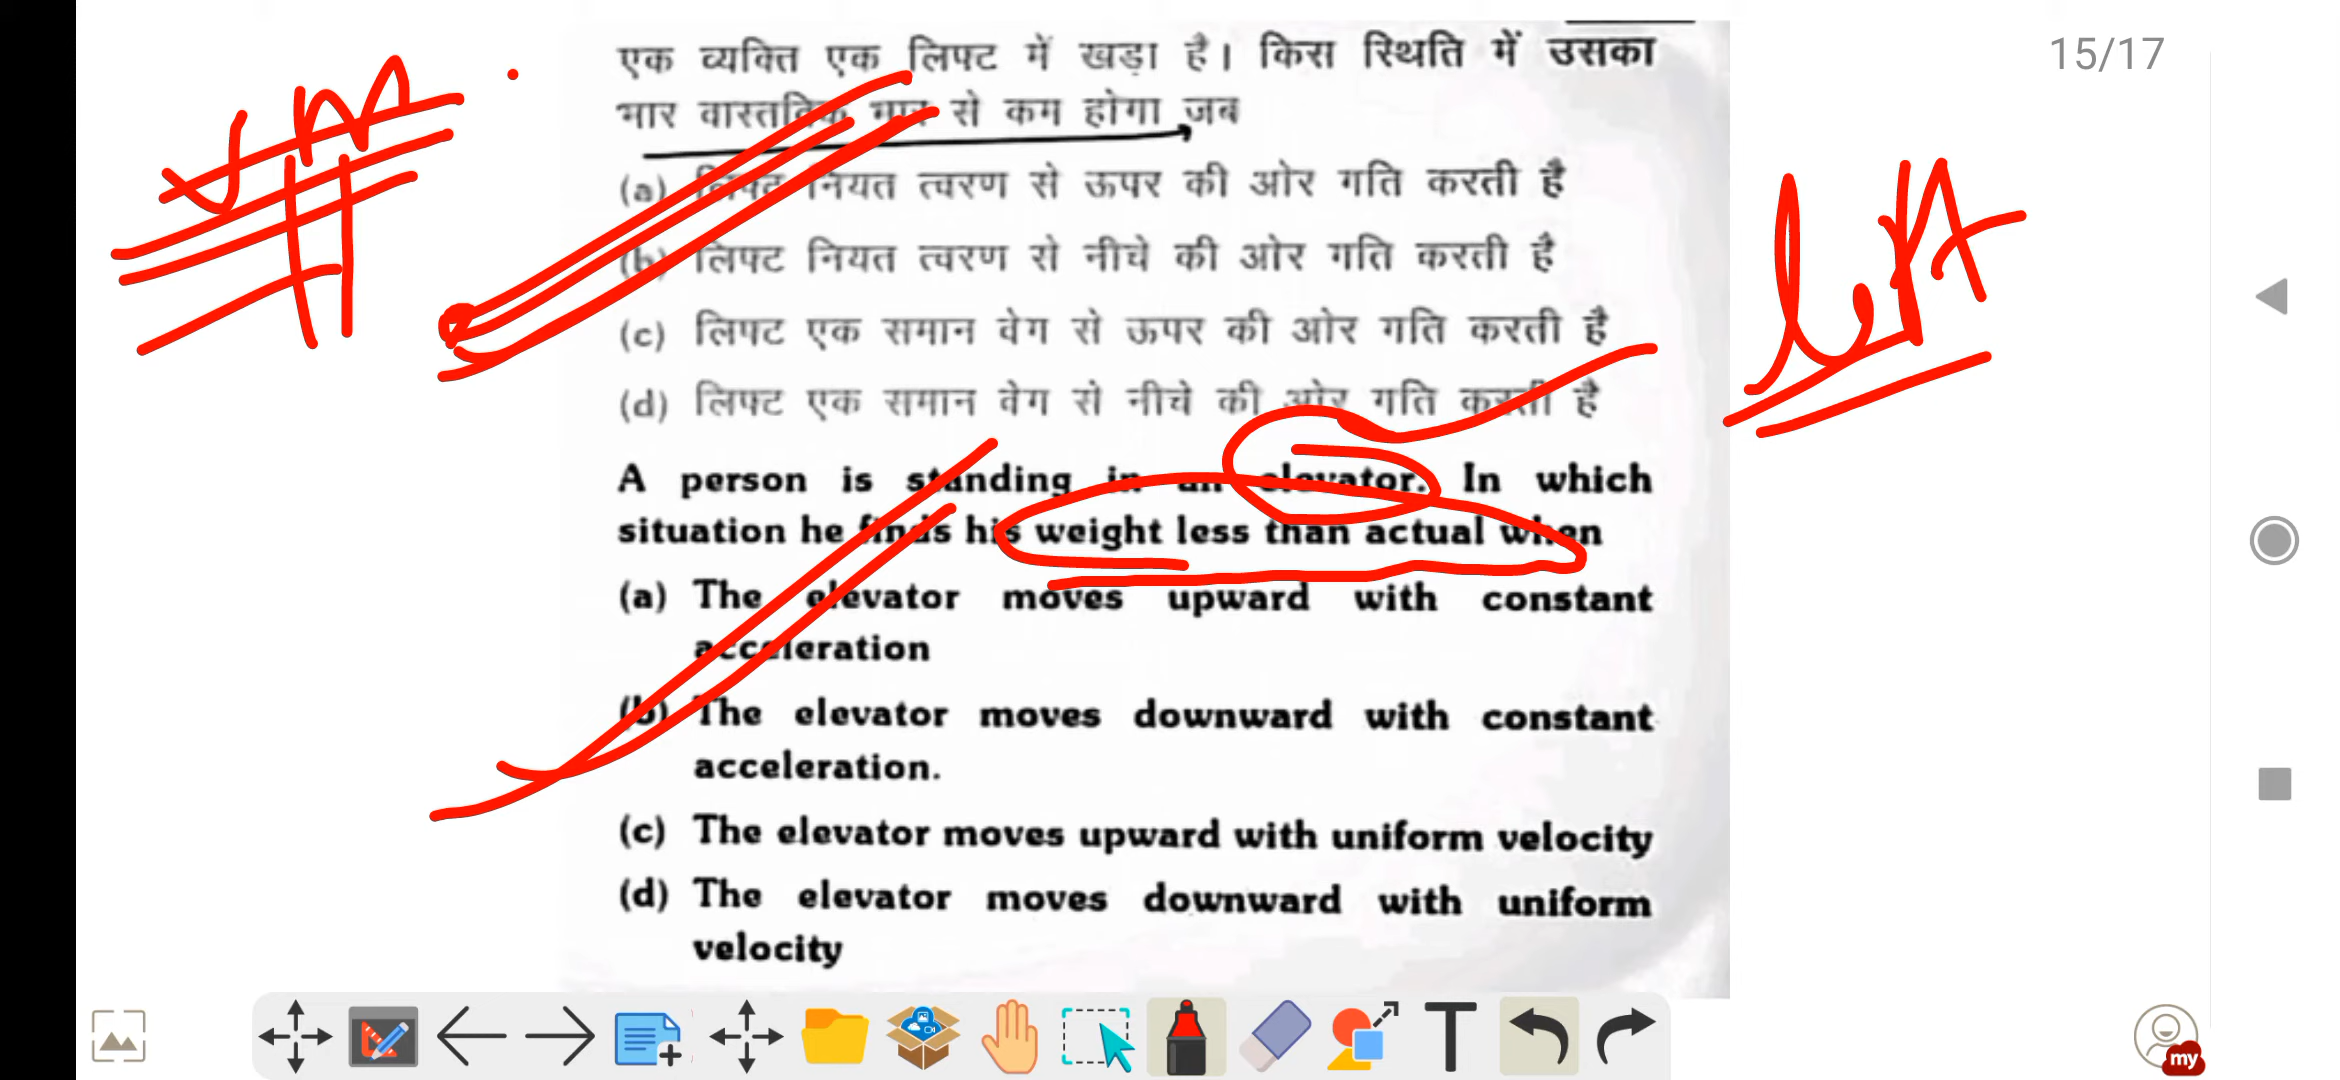 15/17
एक व्यक्ति एक लिफ्ट में खड़ा है। किस स्थिति में उसका
भार वास्तविक भार से कम होगा जब
(a) लिफ्ट नियत त्वरण से ऊपर की ओर गति करती है
(b) लिफ्ट नियत त्वरण से नीचे की ओर गति करती है
(c) लिफ्ट एक समान वेग से ऊपर की ओर गति करती है
(d) लिफ्ट एक समान वेग से नीचे की ओर गति करती है
A person is standing in an elevator. In which
situation he finds his weight less than actual when
(a) The elevator moves upward with constant
acceleration
(b) The elevator moves downward with constant
acceleration.
(c) The elevator moves upward with uniform velocity
(d) The elevator moves downward with uniform
velocity
T
my